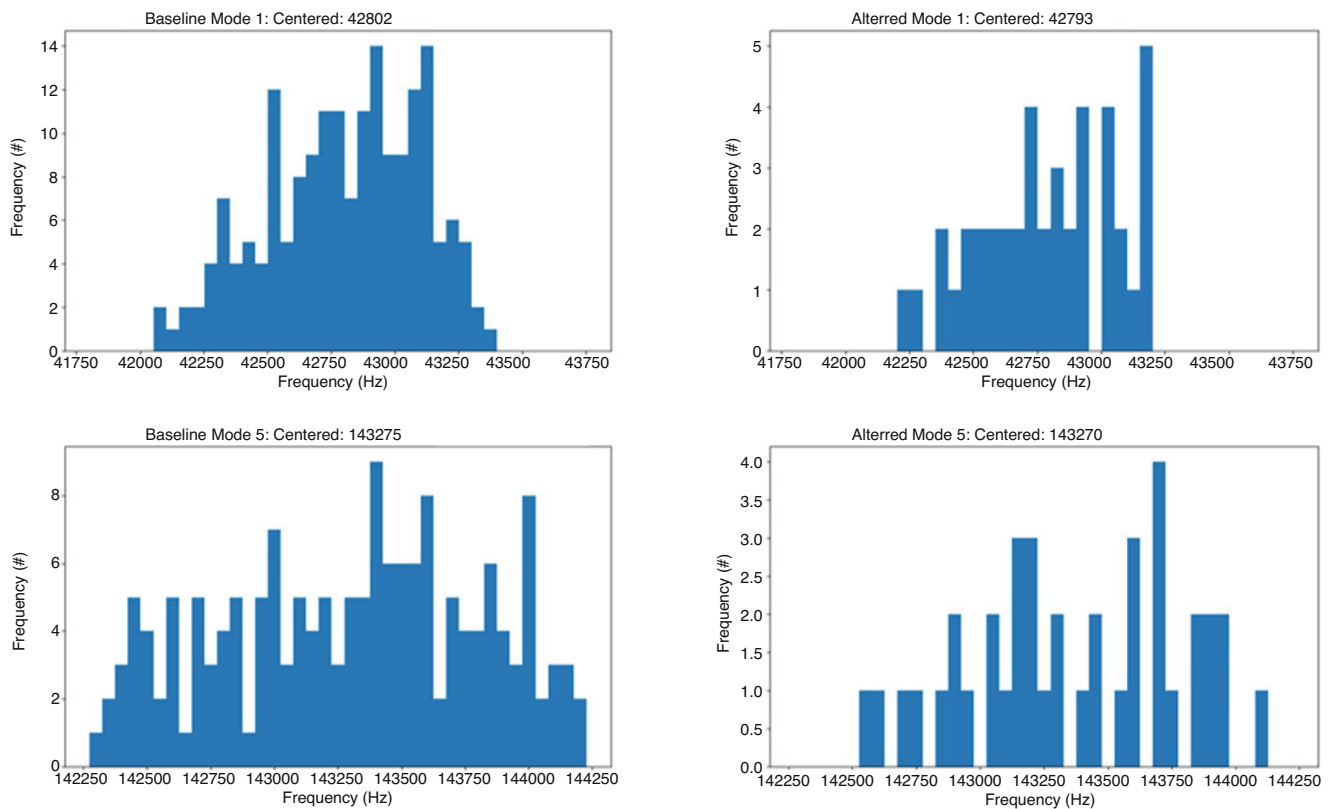 Baseline Mode 1: Centered: 42802
14
12
10
8
6
4
2
0
Frequency (#)
41750 42000 42250 42500 42750 43000 43250 43500 43750
Frequency (Hz)
Alterred Mode 1: Centered: 42793
5
4
3
2
1
0
Frequency (#)
41750 42000 42250 42500 42750 43000 43250 43500 43750
Frequency (Hz)
Baseline Mode 5: Centered: 143275
8
6
4
2
0
Frequency (#)
142250 142500 142750 143000 143250 143500 143750 144000 144250
Frequency (Hz)
Alterred Mode 5: Centered: 143270
4.0
3.5
3.0
2.5
2.0
1.5
1.0
0.5
0.0
Frequency (#)
142250 142500 142750 143000 143250 143500 143750 144000 144250
Frequency (Hz)